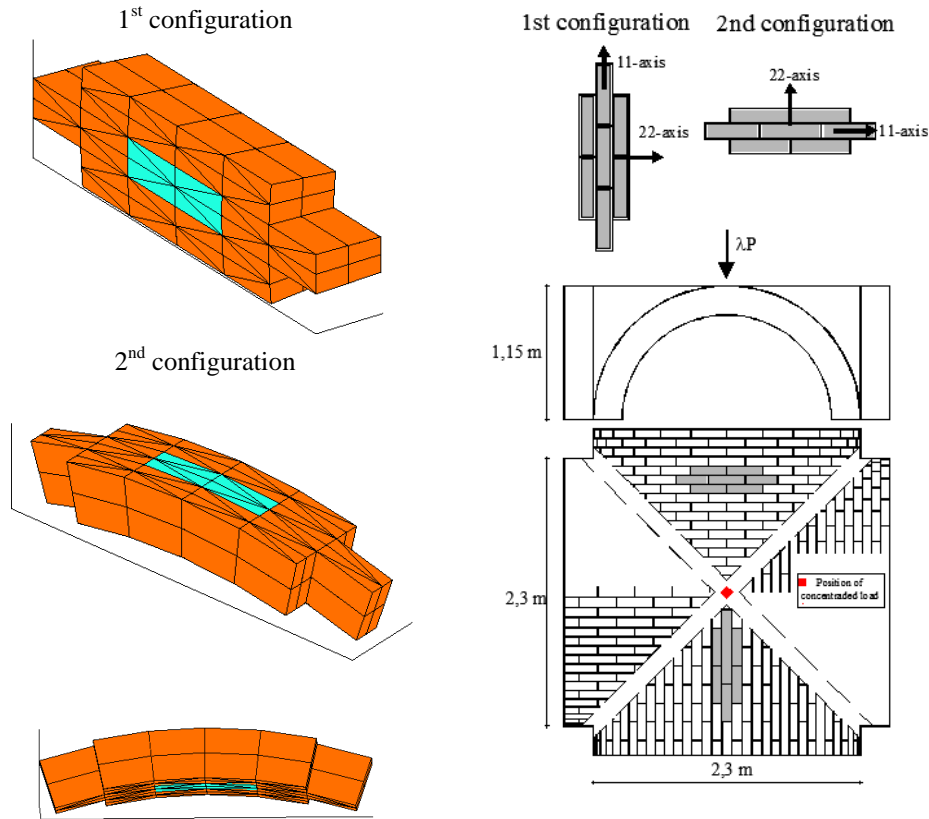 1st configuration
2nd configuration
1st configuration
11-axis
22-axis
2nd configuration
22-axis
11-axis
λP
1,15 m
2,3 m
Position of
concentraded load
2,3 m